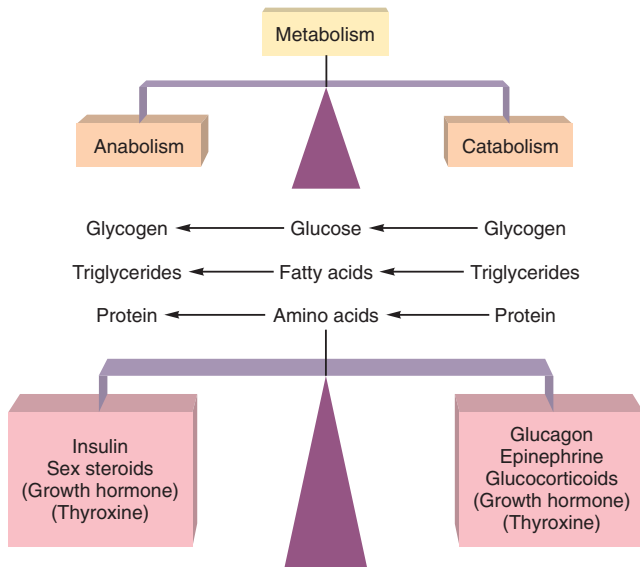 Metabolism
Anabolism
Catabolism
Glycogen Glucose Glycogen
Triglycerides Fatty acids Triglycerides
Protein Amino acids Protein
Insulin
Sex steroids
(Growth hormone)
(Thyroxine)
Glucagon
Epinephrine
Glucocorticoids
(Growth hormone)
(Thyroxine)